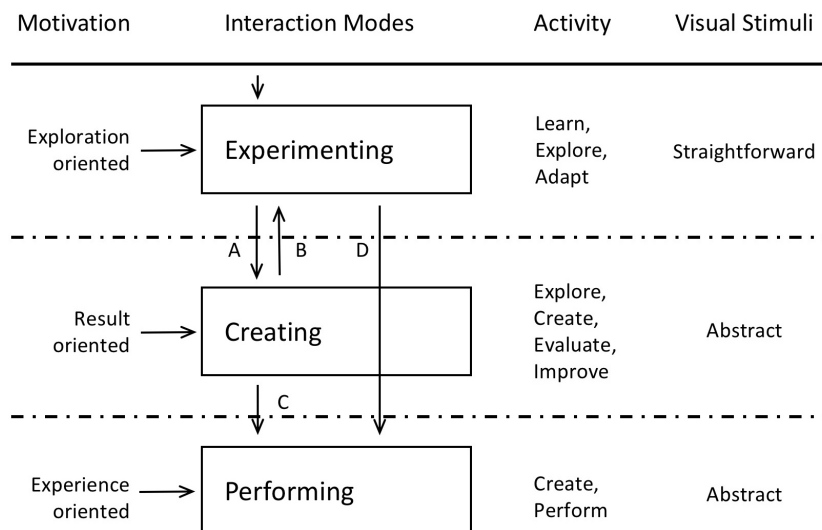 Motivation Interaction Modes Activity Visual Stimuli
Exploration
oriented
Experimenting
Learn,
Explore,
Adapt
Straightforward
A B D
Result
oriented
Creating
Explore,
Create,
Evaluate,
Improve
Abstract
C
Experience
oriented
Performing
Create,
Perform
Abstract